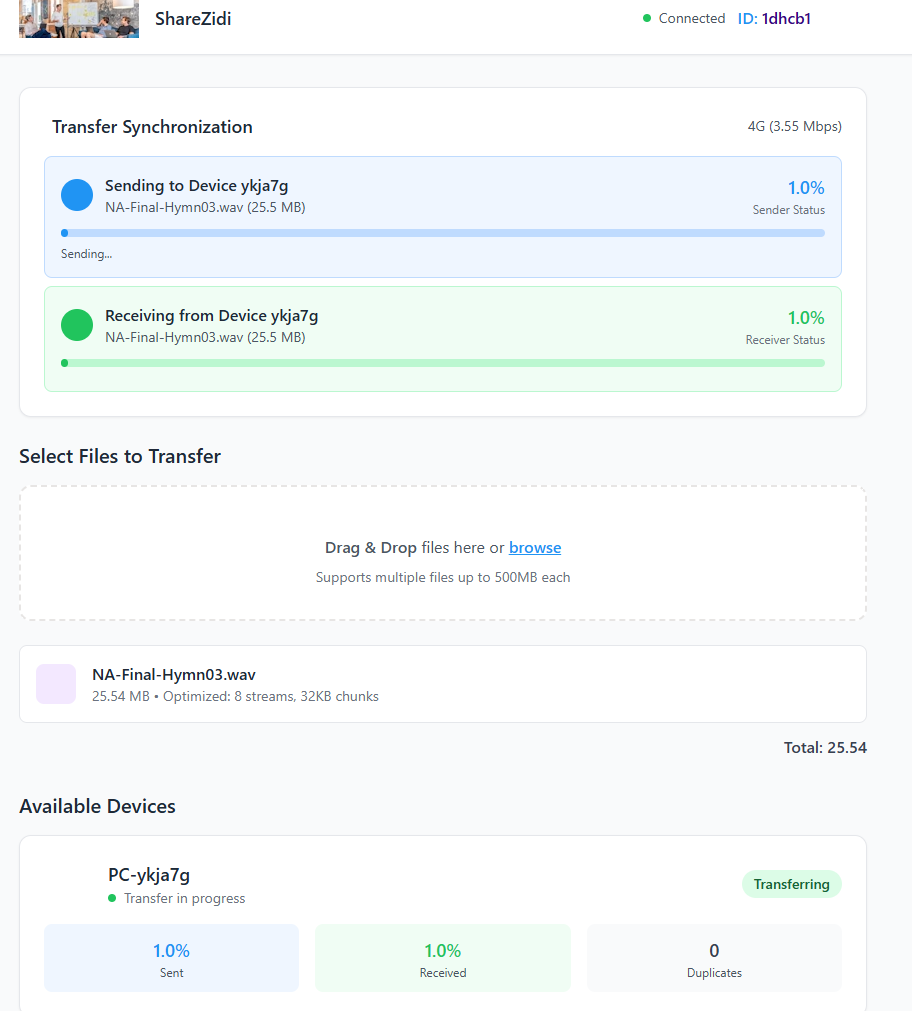 ShareZidi
Connected ID: 1dhcb1
Transfer Synchronization
4G (3.55 Mbps)
Sending to Device ykja7g
1.0%
NA-Final-Hymn03.wav (25.5 MB)
Sender Status
Sending...
Receiving from Device ykja7g
1.0%
NA-Final-Hymn03.wav (25.5 MB)
Receiver Status
Select Files to Transfer
Drag & Drop files here or browse
Supports multiple files up to 500MB each
NA-Final-Hymn03.wav
25.54 MB • Optimized: 8 streams, 32KB chunks
Total: 25.54
Available Devices
PC-ykja7g
Transfer in progress
Transferring
1.0%
Sent
1.0%
Received
0
Duplicates